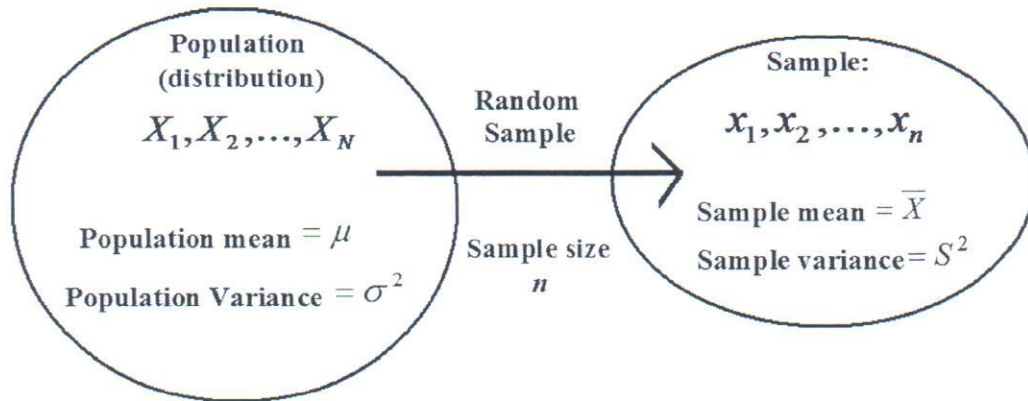 Population
(distribution)
X₁, X₂, ..., X_N
Population mean = μ
Population Variance = σ²
Random
Sample
Sample size
n
Sample:
x₁, x₂, ..., xₙ
Sample mean = X̅
Sample variance = S²